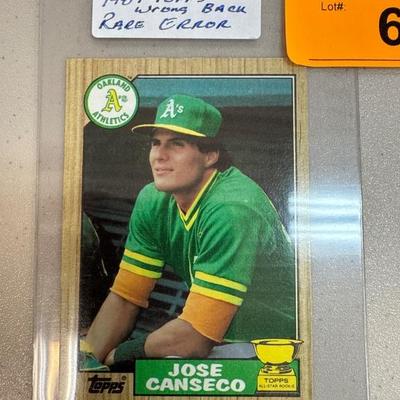 Wrong Back
Rare Error
Lot#:
6
OAKLAND
A's
ATHLETICS
A's
JOSE
CANSECO
topps
TOPPS
ALL-STAR ROOKIE